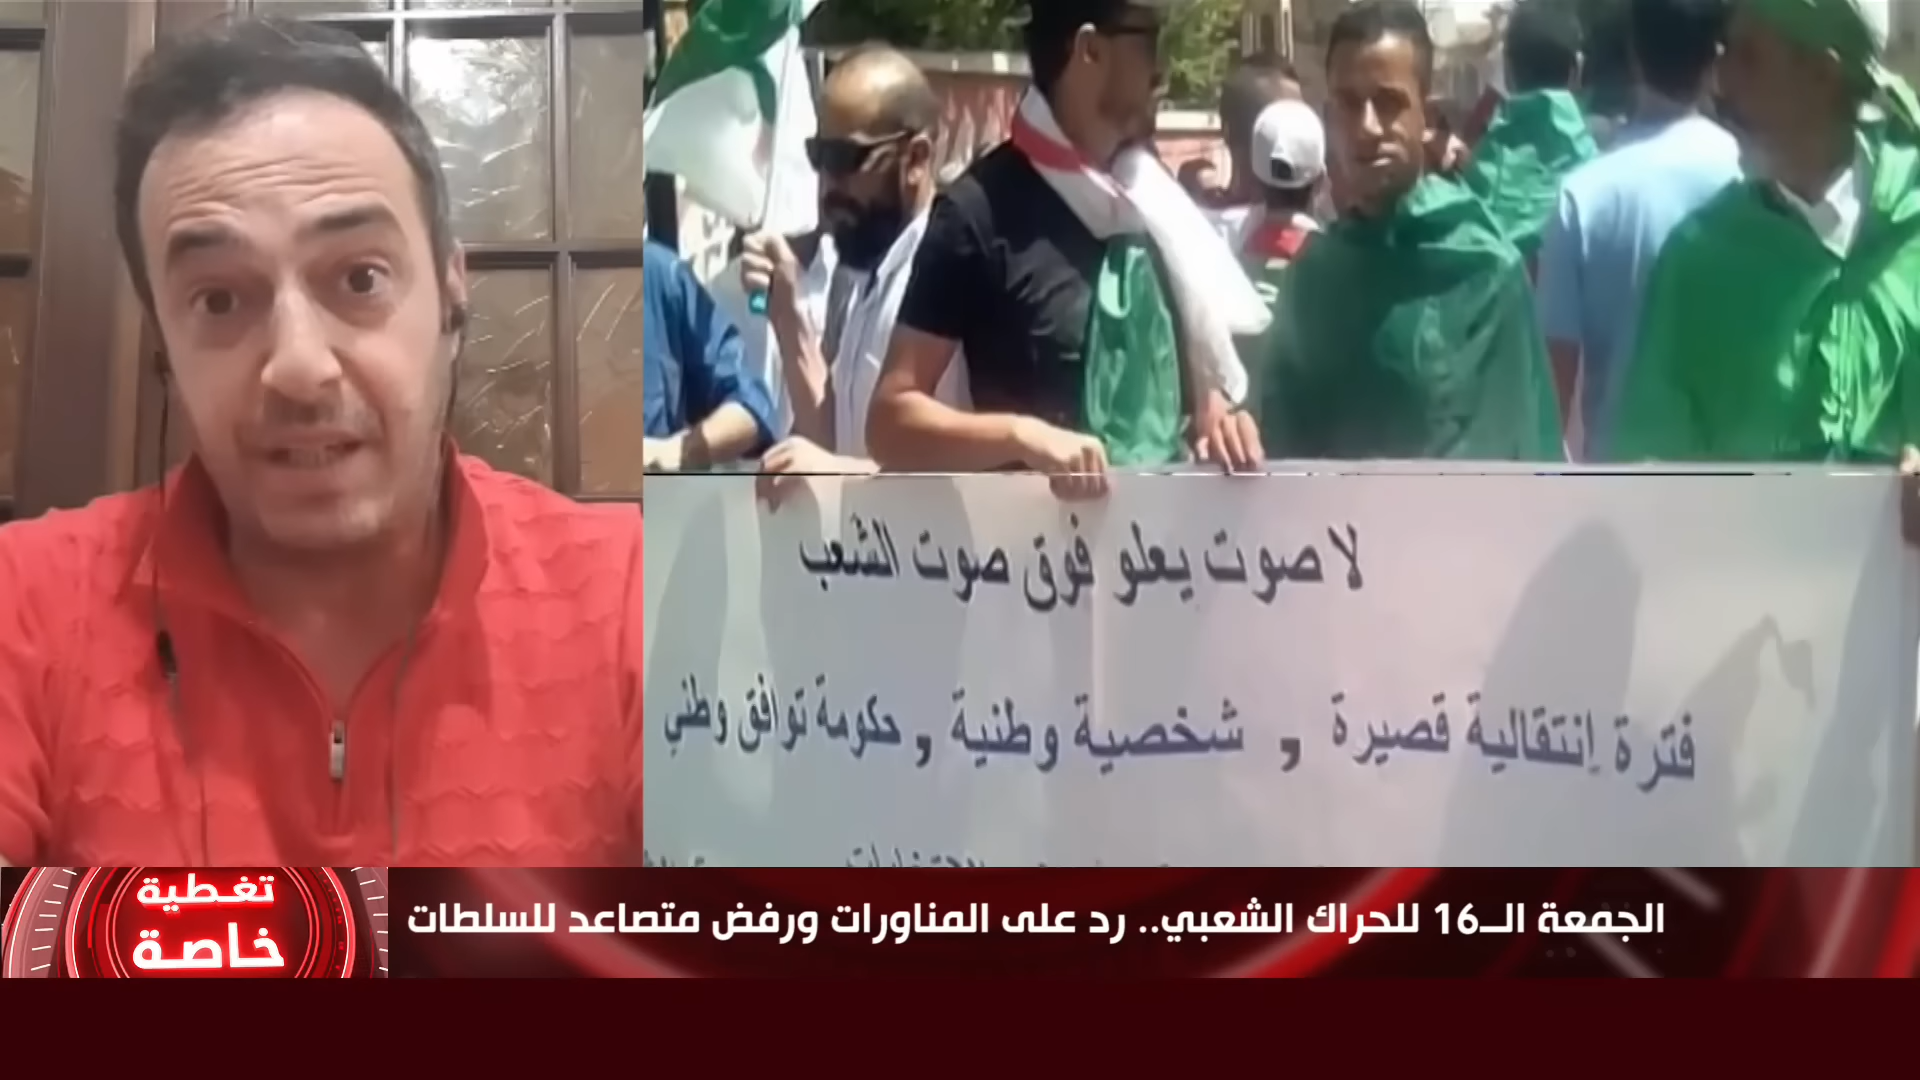 لا صوت يعلو فوق صوت الشعب
فترة إنتقالية قصيرة , شخصية وطنية , حكومة توافق وطني
الجمعة الــ16 للحراك الشعبي.. رد على المناورات ورفض متصاعد للسلطات
تغطية
خاصة